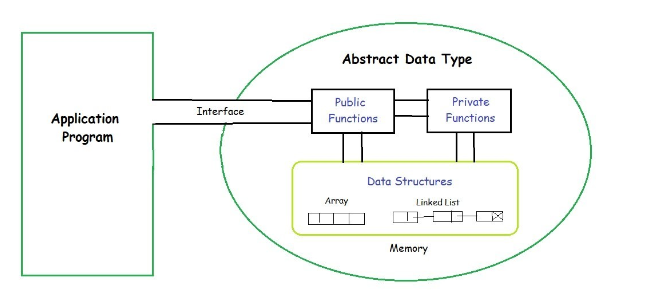 Abstract Data Type
Application
Program
Interface
Public
Functions
Private
Functions
Data Structures
Array
Linked List
Memory